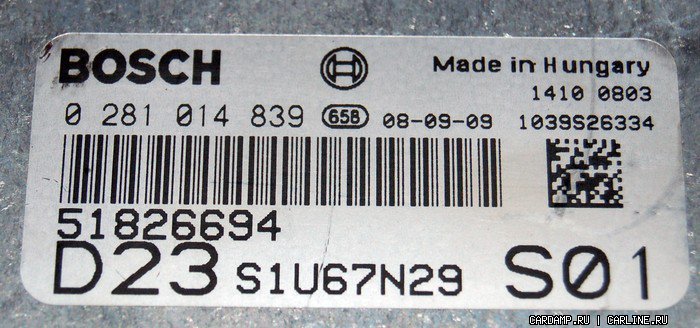 BOSCH Made in Hungary
1410 0803
0 281 014 839 658 08-09-09 1039S26334
51826694
D23 S1U67N29 S01
CARDAMP.RU | CARLINE.RU